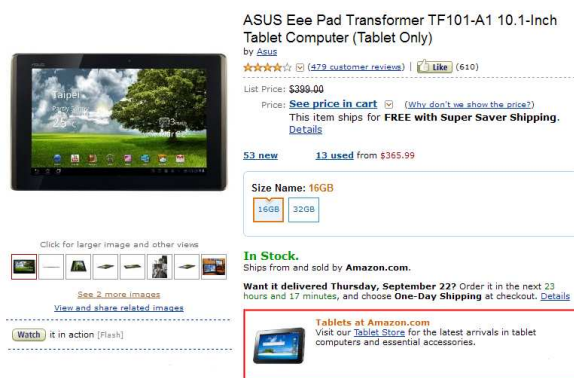 ASUS Eee Pad Transformer TF101-A1 10.1-Inch
Tablet Computer (Tablet Only)
by Asus
(479 customer reviews) | Like (610)
List Price: $399.00
Price: See price in cart (Why don't we show the price?)
This item ships for FREE with Super Saver Shipping.
Details
53 new 13 used from $365.99
Size Name: 16GB
16GB 32GB
Taipei
Click for larger image and other views
See 2 more images
View and share related images
Watch it in action [Flash]
In Stock.
Ships from and sold by Amazon.com.
Want it delivered Thursday, September 22? Order it in the next 23
hours and 17 minutes, and choose One-Day Shipping at checkout. Details
Tablets at Amazon.com
Visit our Tablet Store for the latest arrivals in tablet
computers and essential accessories.